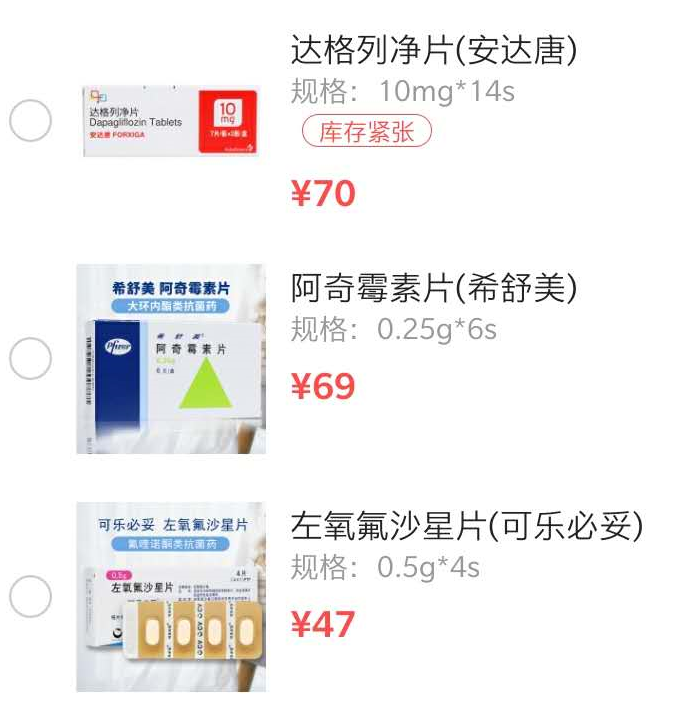 达格列净片(安达唐)
规格：10mg*14s
库存紧张
¥70
达格列净片
Dapagliflozin Tablets
安达唐 FORXIGA
10
mg
阿奇霉素片(希舒美)
规格：0.25g*6s
¥69
希舒美 阿奇霉素片
大环内酯类抗菌药
Pfizer
希舒美
阿奇霉素片
0.25g
左氧氟沙星片(可乐必妥)
规格：0.5g*4s
¥47
可乐必妥 左氧氟沙星片
氟喹诺酮类抗菌药
0.5g
左氧氟沙星片
4片